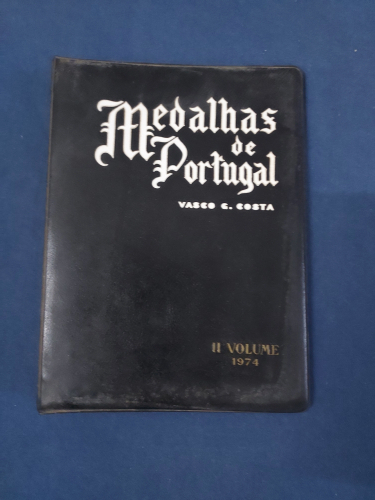 Medalhas
de
Portugal
VASCO G. COSTA
II VOLUME
1974